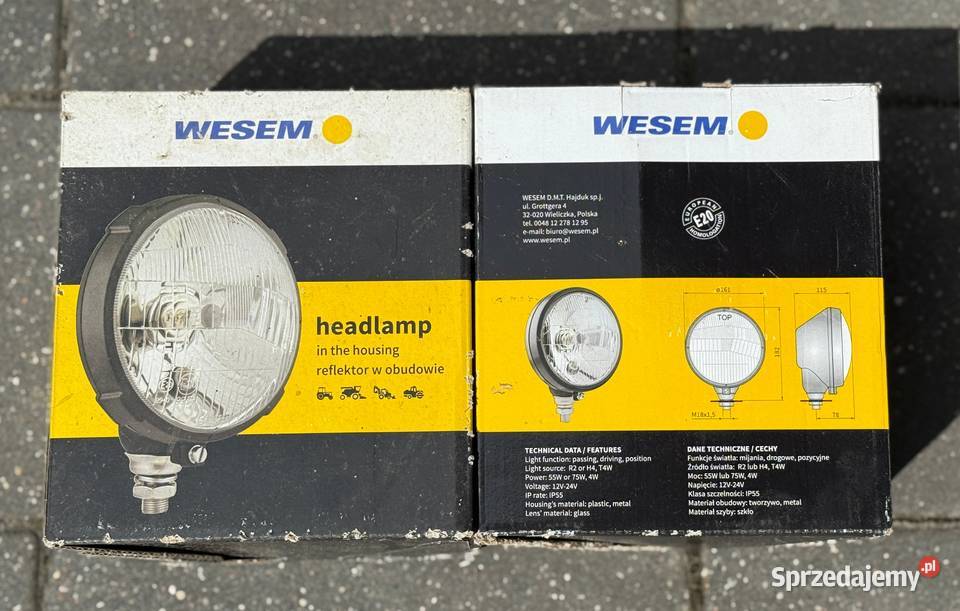 WESEM
headlamp
in the housing
reflektor w obudowie
WESEM
WESEM D.M.T. Hajduk sp.j.
ul. Grottgera 4
32-020 Wieliczka, Polska
tel. 0048 12 278 12 95
e-mail: biuro@wesem.pl
www.wesem.pl
EUROPEAN
E20
HOMOLOGATION
ø161
115
TOP
182
M18x1,5
78
TECHNICAL DATA / FEATURES
Light function: passing, driving, position
Light source: R2 or H4, T4W
Power: 55W or 75W, 4W
Voltage: 12V-24V
IP rate: IP55
Housing's material: plastic, metal
Lens' material: glass
DANE TECHNICZNE / CECHY
Funkcje światła: mijania, drogowe, pozycyjne
Źródło światła: R2 lub H4, T4W
Moc: 55W lub 75W, 4W
Napięcie: 12V-24V
Klasa szczelności: IP55
Materiał obudowy: tworzywo, metal
Materiał szyby: szkło
Sprzedajemy.pl